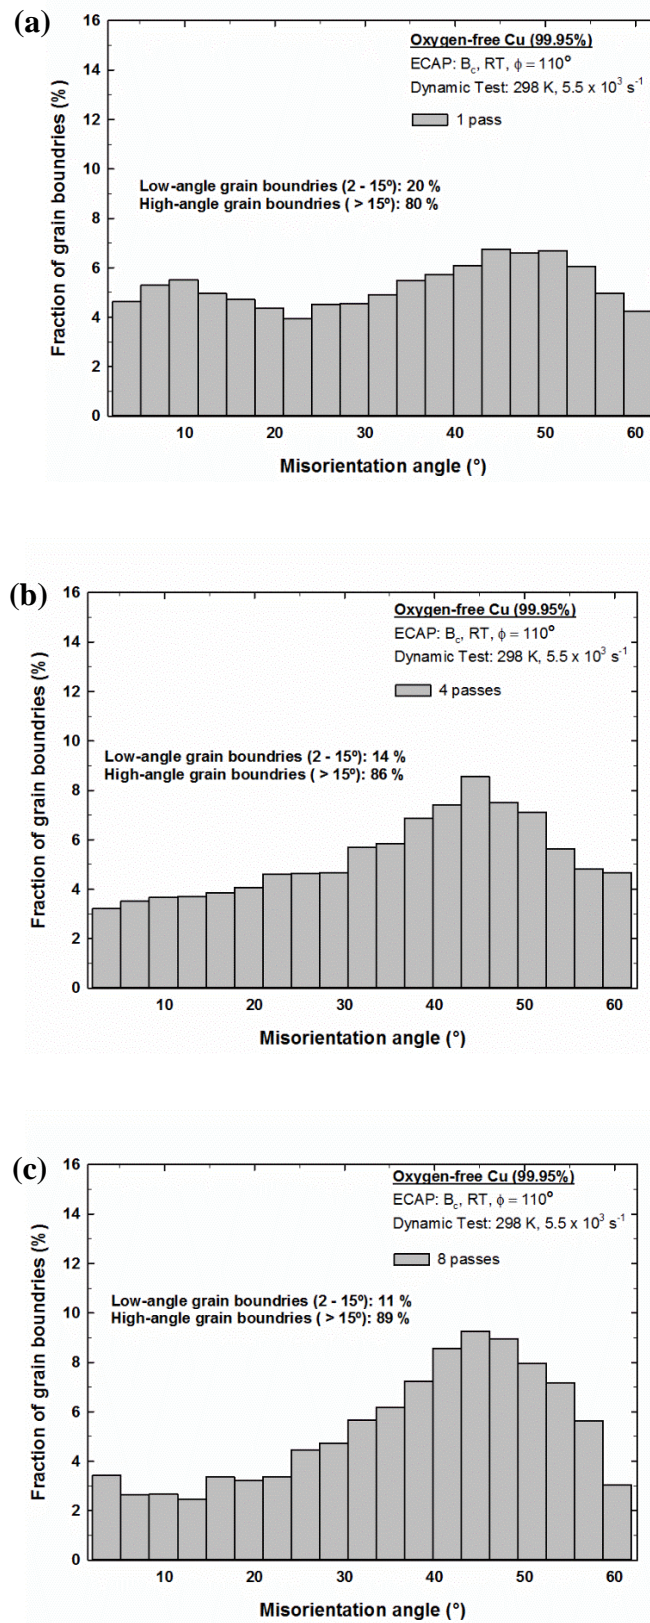 (a)
Oxygen-free Cu (99.95%)
ECAP: Bc, RT, ϕ = 110°
Dynamic Test: 298 K, 5.5 x 10³ s⁻¹
1 pass
Low-angle grain boundries (2 - 15º): 20 %
High-angle grain boundries ( > 15º): 80 %
Fraction of grain boundries (%)
16
14
12
10
8
6
4
2
0
10 20 30 40 50 60
Misorientation angle (°)
(b)
Oxygen-free Cu (99.95%)
ECAP: Bc, RT, ϕ = 110°
Dynamic Test: 298 K, 5.5 x 10³ s⁻¹
4 passes
Low-angle grain boundries (2 - 15º): 14 %
High-angle grain boundries ( > 15º): 86 %
Fraction of grain boundries (%)
16
14
12
10
8
6
4
2
0
10 20 30 40 50 60
Misorientation angle (°)
(c)
Oxygen-free Cu (99.95%)
ECAP: Bc, RT, ϕ = 110°
Dynamic Test: 298 K, 5.5 x 10³ s⁻¹
8 passes
Low-angle grain boundries (2 - 15º): 11 %
High-angle grain boundries ( > 15º): 89 %
Fraction of grain boundries (%)
16
14
12
10
8
6
4
2
0
10 20 30 40 50 60
Misorientation angle (°)